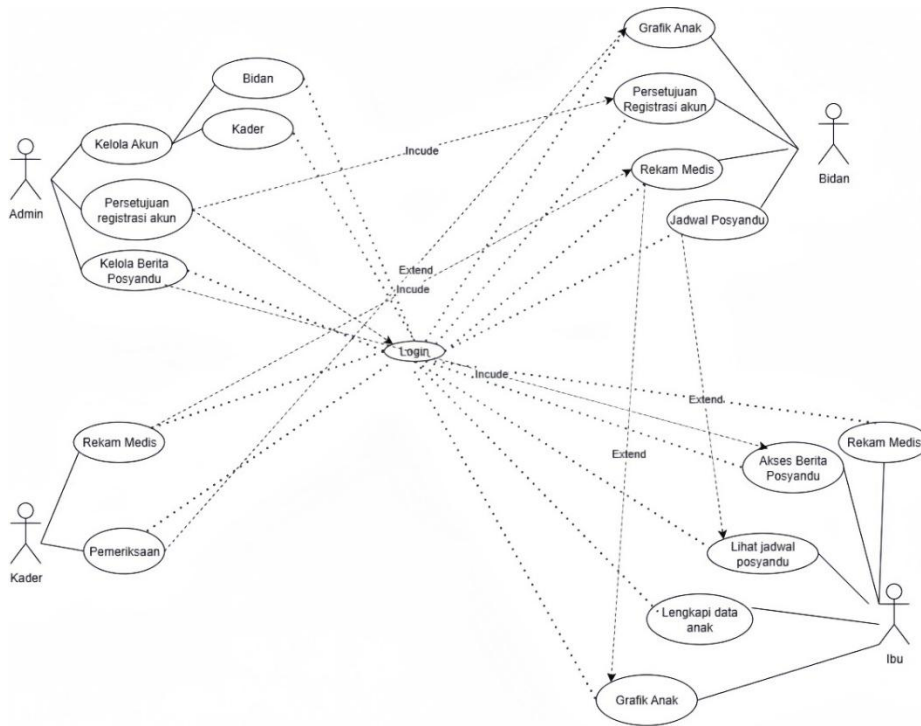 Grafik Anak
Bidan
Persetujuan
Registrasi akun
Kader
Kelola Akun
Incude
Rekam Medis
Bidan
Admin
Persetujuan
registrasi akun
Jadwal Posyandu
Kelola Berita
Posyandu
Extend
Incude
Login
Incude
Extend
Rekam Medis
Rekam Medis
Extend
Akses Berita
Posyandu
Pemeriksaan
Lihat jadwal
posyandu
Kader
Lengkapi data
anak
Ibu
Grafik Anak